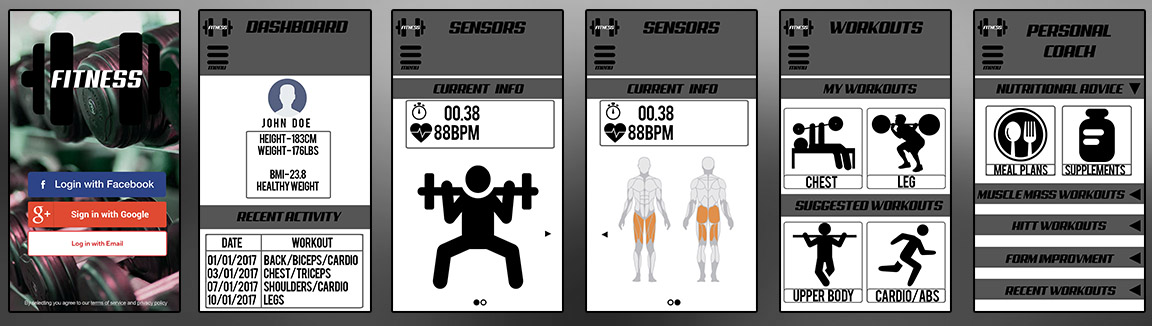 FITNESS
f Login with Facebook
g+ Sign in with Google
Log in with Email
By selecting you agree to our terms of service and privacy policy
FITNESS
DASHBOARD
menu
JOHN DOE
HEIGHT-183CM
WEIGHT-176LBS
BMI-23.8
HEALTHY WEIGHT
RECENT ACTIVITY
DATE WORKOUT
01/01/2017 BACK/BICEPS/CARDIO
03/01/2017 CHEST/TRICEPS
07/01/2017 SHOULDERS/CARDIO
10/01/2017 LEGS
FITNESS
SENSORS
menu
CURRENT INFO
00.38
88BPM
FITNESS
SENSORS
menu
CURRENT INFO
00.38
88BPM
FITNESS
WORKOUTS
menu
MY WORKOUTS
CHEST LEG
SUGGESTED WORKOUTS
UPPER BODY CARDIO/ABS
FITNESS
PERSONAL
COACH
menu
NUTRITIONAL ADVICE
MEAL PLANS SUPPLEMENTS
MUSCLE MASS WORKOUTS
HITT WORKOUTS
FORM IMPROVMENT
RECENT WORKOUTS